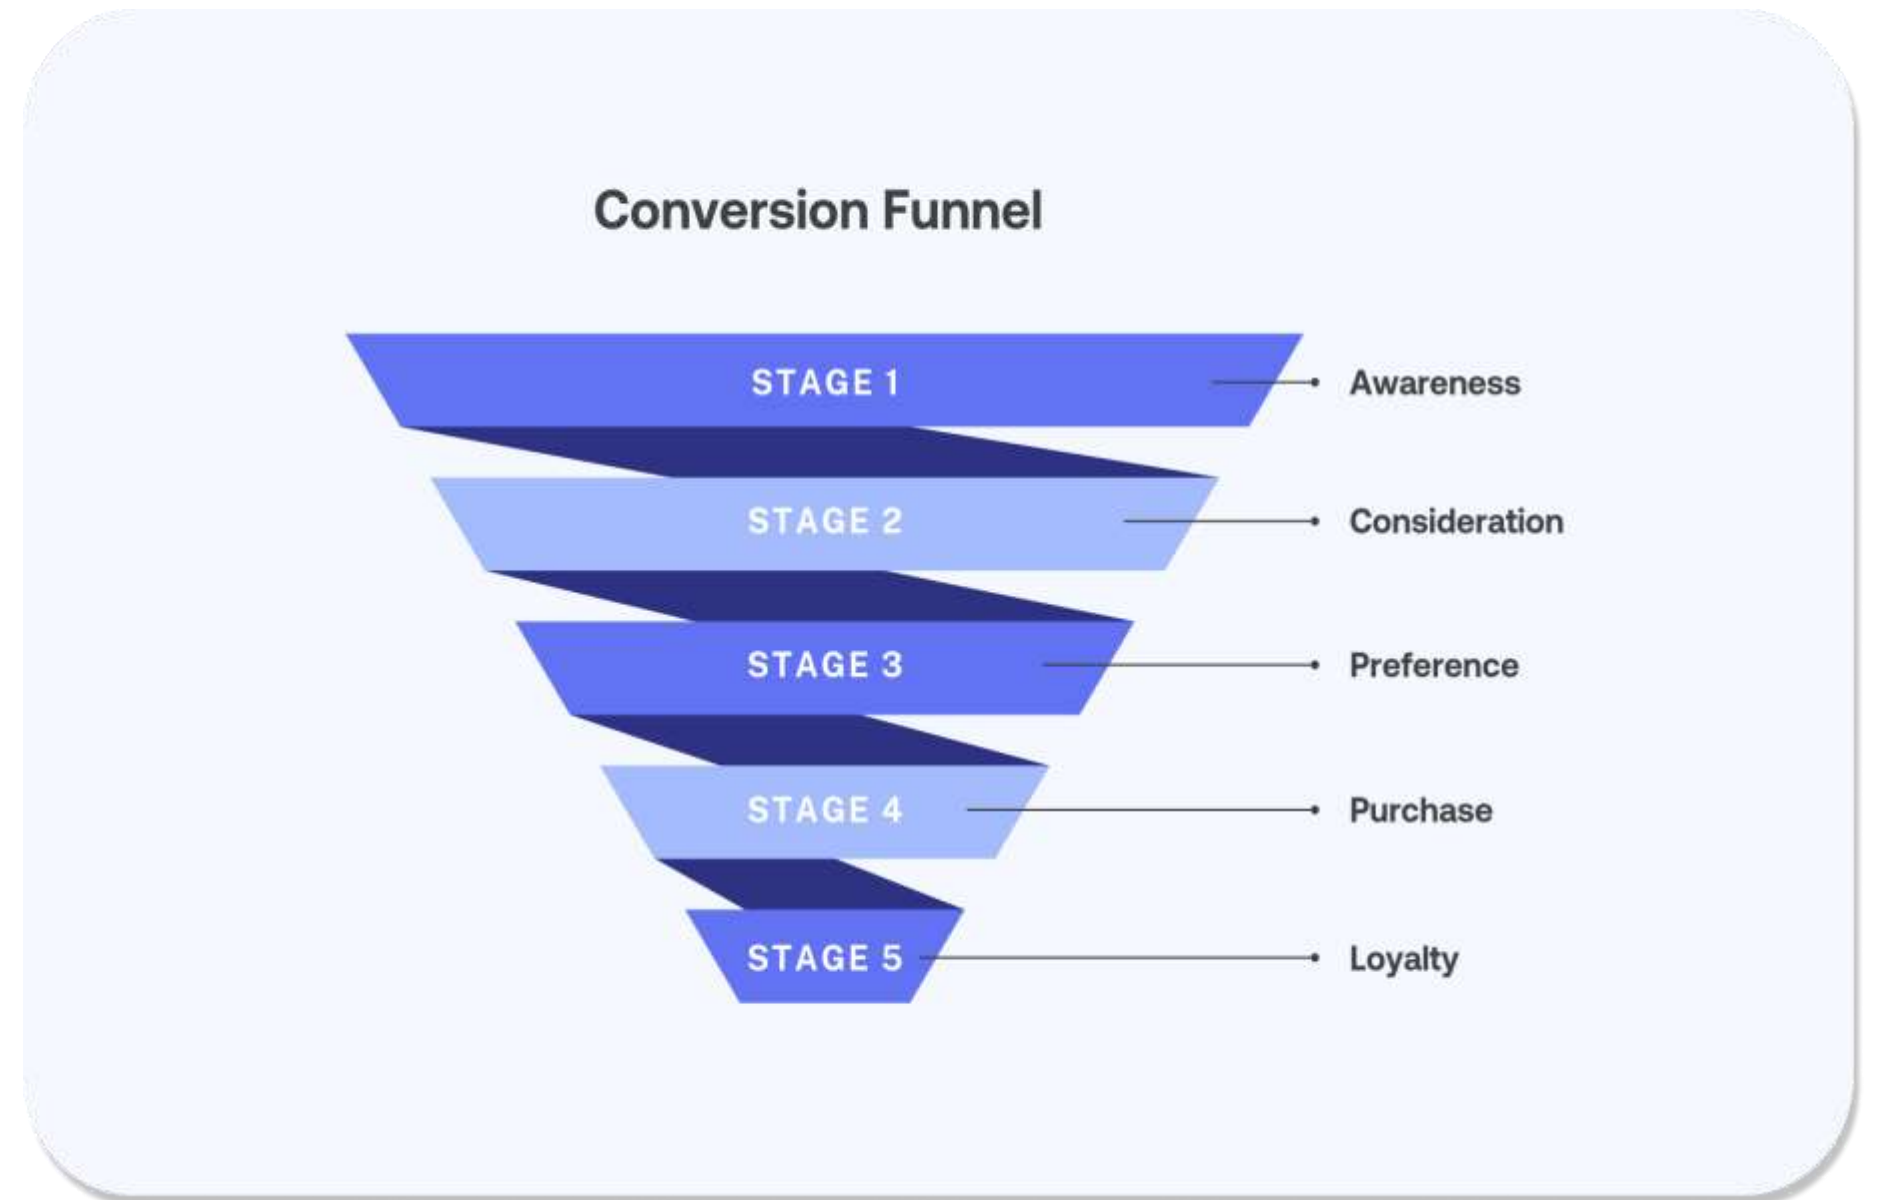 Conversion Funnel
STAGE 1
Awareness
STAGE 2
Consideration
STAGE 3
Preference
STAGE 4
Purchase
STAGE 5
Loyalty